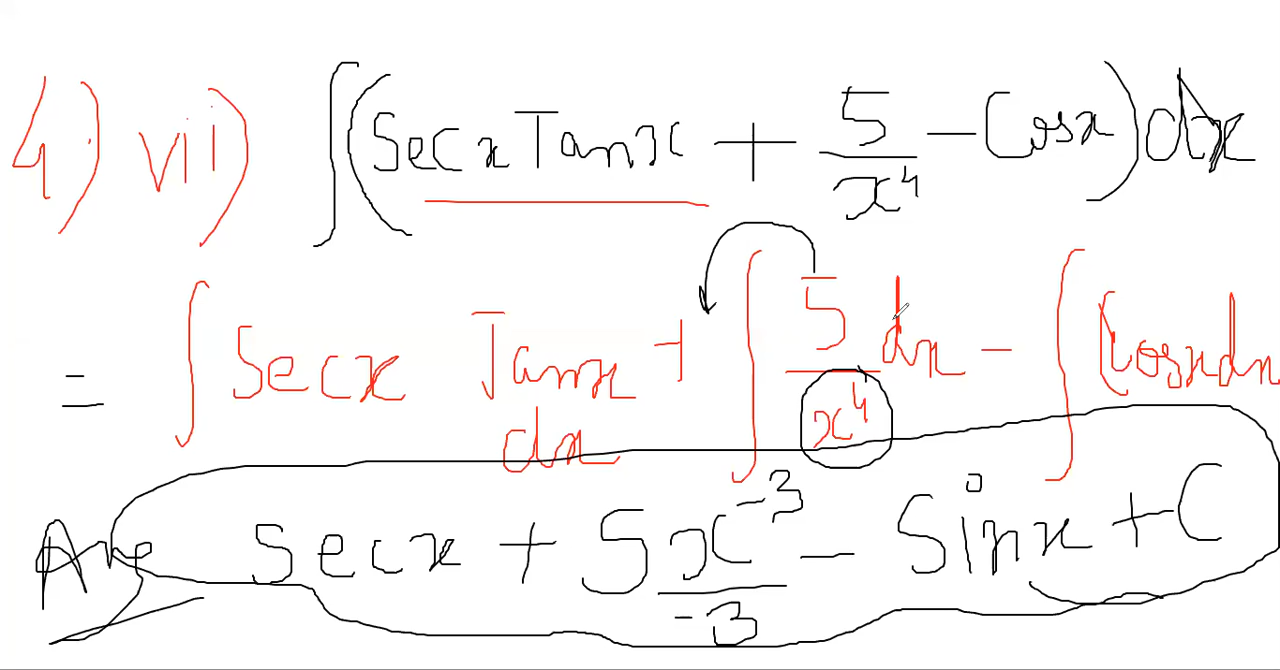 4) vii) ∫(Secx Tanx + 5/x⁴ - Cosx)dx
= ∫ Secx Tanx dx + ∫ 5/x⁴ dx - ∫ Cosx dx
Ans Secx + 5 x⁻³/-3 - Sinx + C